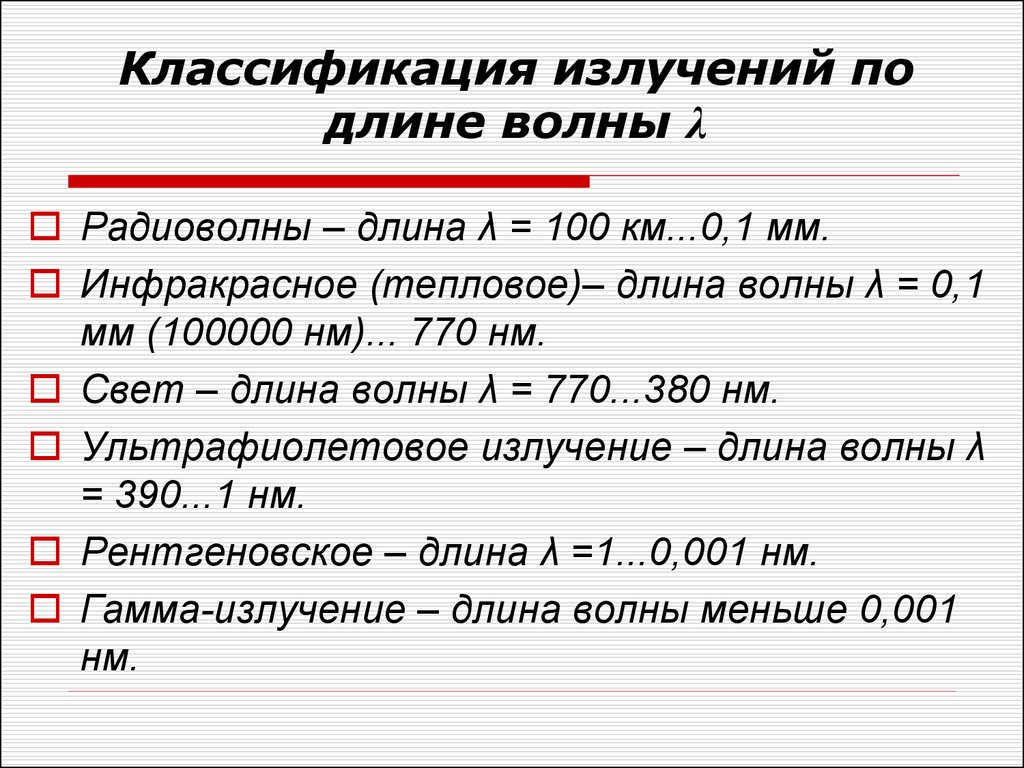 Классификация излучений по
длине волны λ
Радиоволны – длина λ = 100 км...0,1 мм.
Инфракрасное (тепловое)– длина волны λ = 0,1
мм (100000 нм)... 770 нм.
Свет – длина волны λ = 770...380 нм.
Ультрафиолетовое излучение – длина волны λ
= 390...1 нм.
Рентгеновское – длина λ =1...0,001 нм.
Гамма-излучение – длина волны меньше 0,001
нм.